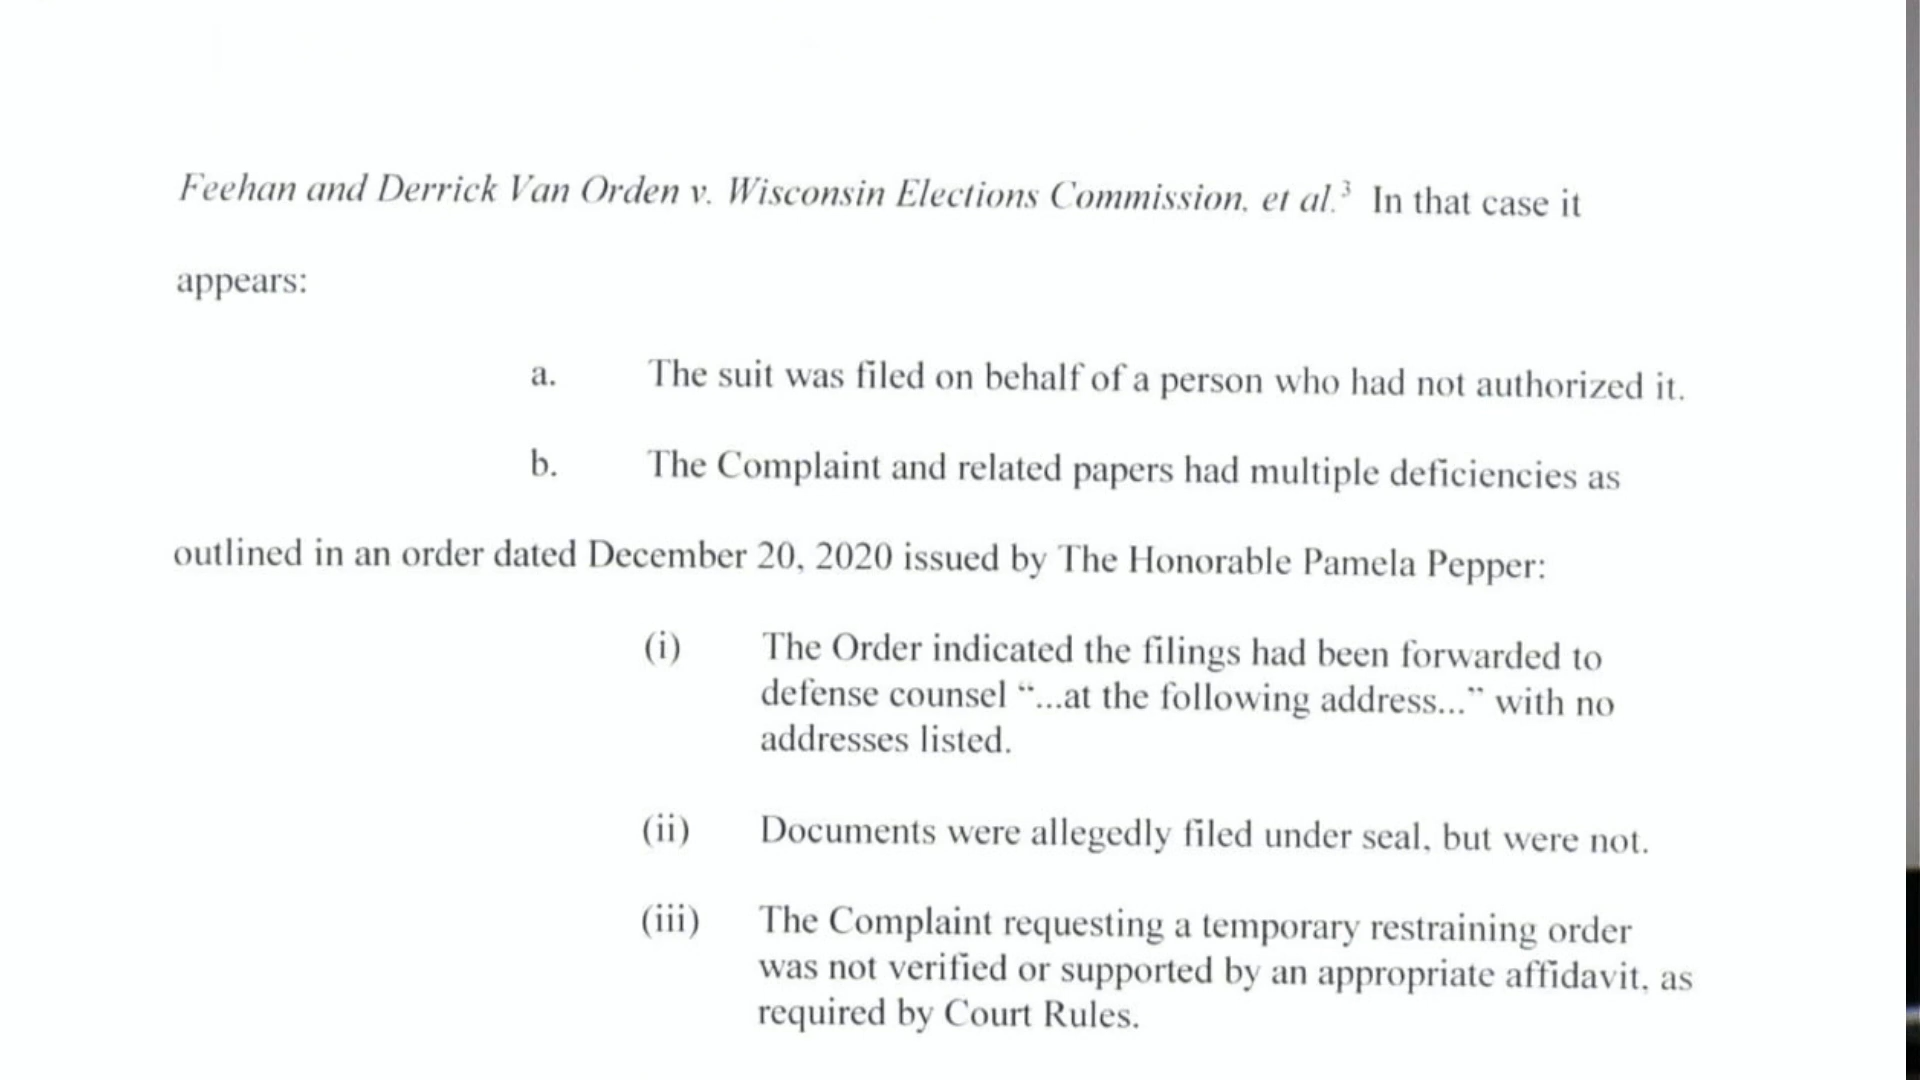 Feehan and Derrick Van Orden v. Wisconsin Elections Commission, et al.3 In that case it
appears:
a. The suit was filed on behalf of a person who had not authorized it.
b. The Complaint and related papers had multiple deficiencies as
outlined in an order dated December 20, 2020 issued by The Honorable Pamela Pepper:
(i) The Order indicated the filings had been forwarded to
defense counsel “...at the following address...” with no
addresses listed.
(ii) Documents were allegedly filed under seal, but were not.
(iii) The Complaint requesting a temporary restraining order
was not verified or supported by an appropriate affidavit, as
required by Court Rules.